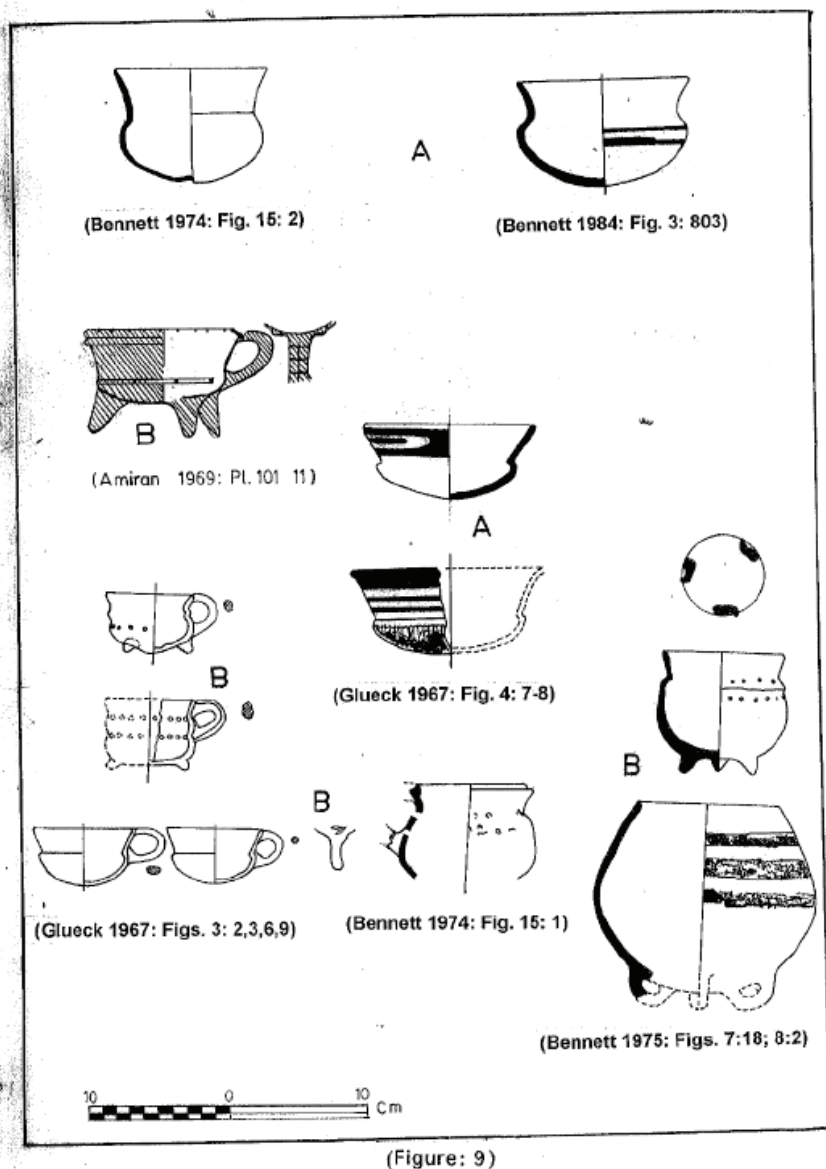 A
(Bennett 1974: Fig. 15: 2)
(Bennett 1984: Fig. 3: 803)
B
(Amiran 1969: Pl. 101 11)
A
B
(Glueck 1967: Fig. 4: 7-8)
B
B
(Glueck 1967: Figs. 3: 2,3,6,9)
(Bennett 1974: Fig. 15: 1)
(Bennett 1975: Figs. 7:18; 8:2)
10 0 10
Cm
(Figure: 9)